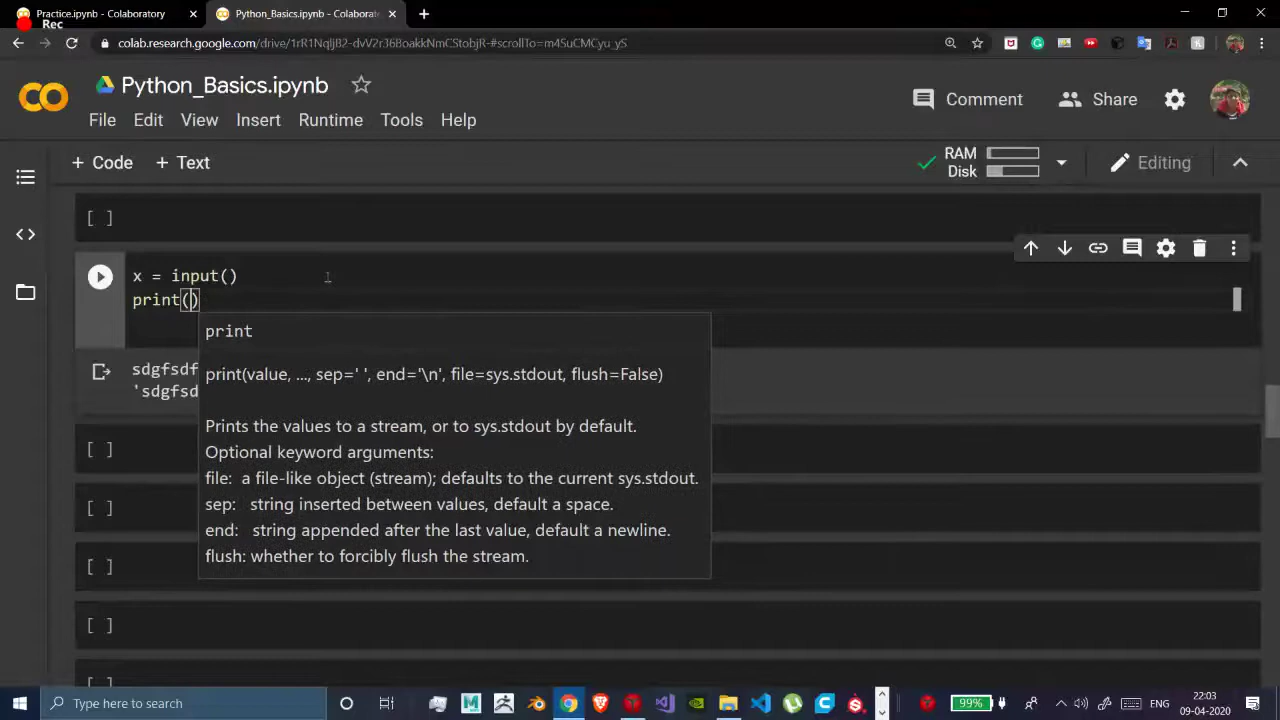 Practice.ipynb - Colaboratory
Python_Basics.ipynb - Colaborat
Rec
colab.research.google.com/drive/
Python_Basics.ipynb
Comment
Share
File Edit View Insert Runtime Tools Help
+ Code + Text
RAM
Disk
Editing
[ ]
x = input()
print()
print
sdgfsdf
print(value, ..., sep=' ', end='\n', file=sys.stdout, flush=False)
'sdgfsd
Prints the values to a stream, or to sys.stdout by default.
Optional keyword arguments:
[ ]
file: a file-like object (stream); defaults to the current sys.stdout.
sep: string inserted between values, default a space.
[ ]
end: string appended after the last value, default a newline.
flush: whether to forcibly flush the stream.
[ ]
[ ]
[ ]
Type here to search
99%
ENG
22:03
09-04-2020